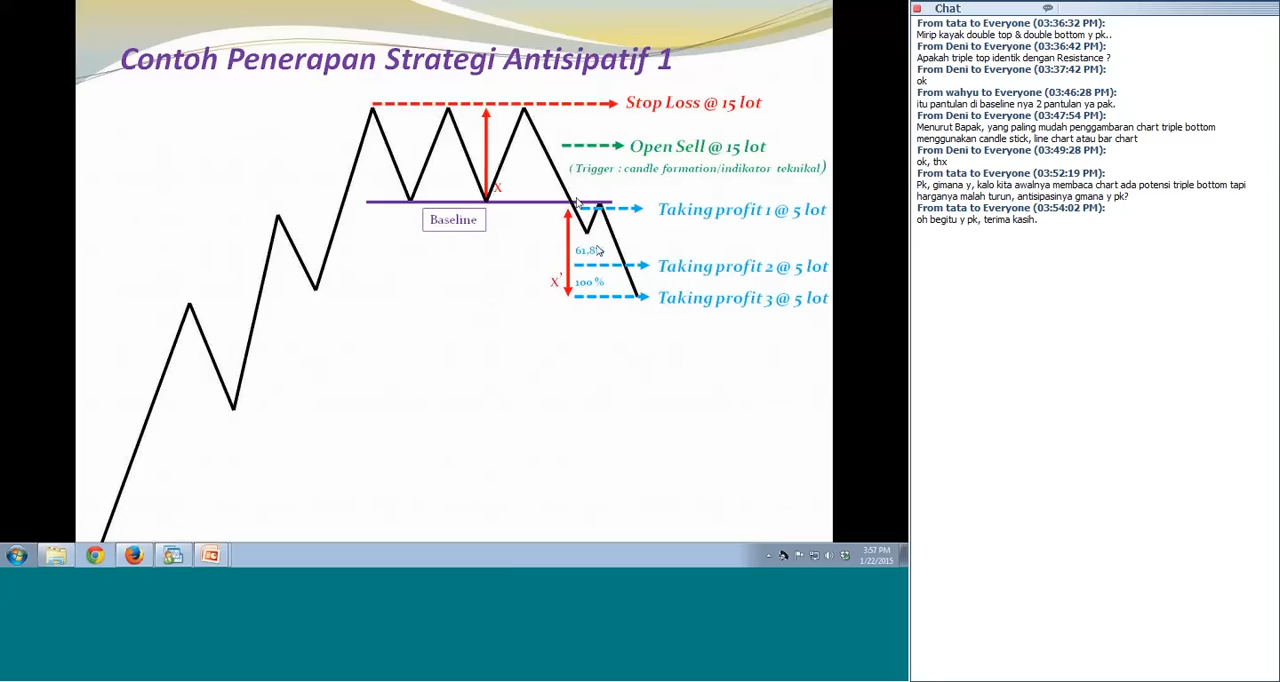 Contoh Penerapan Strategi Antisipatif 1
Stop Loss @ 15 lot
Open Sell @ 15 lot
( Trigger : candle formation/indikator teknikal)
X
Baseline
Taking profit 1 @ 5 lot
61,8
Taking profit 2 @ 5 lot
X'
100 %
Taking profit 3 @ 5 lot
3:57 PM
1/22/2015
Chat
From tata to Everyone (03:36:32 PM):
Mirip kayak double top & double bottom y pk..
From Deni to Everyone (03:36:42 PM):
Apakah triple top identik dengan Resistance ?
From Deni to Everyone (03:37:42 PM):
ok
From wahyu to Everyone (03:46:28 PM):
itu pantulan di baseline nya 2 pantulan ya pak.
From Deni to Everyone (03:47:54 PM):
Menurut Bapak, yang paling mudah penggambaran chart triple bottom
menggunakan candle stick, line chart atau bar chart
From Deni to Everyone (03:49:28 PM):
ok, thx
From tata to Everyone (03:52:19 PM):
Pk, gimana y, kalo kita awalnya membaca chart ada potensi triple bottom tapi
harganya malah turun, antisipasinya gmana y pk?
From tata to Everyone (03:54:02 PM):
oh begitu y pk, terima kasih.